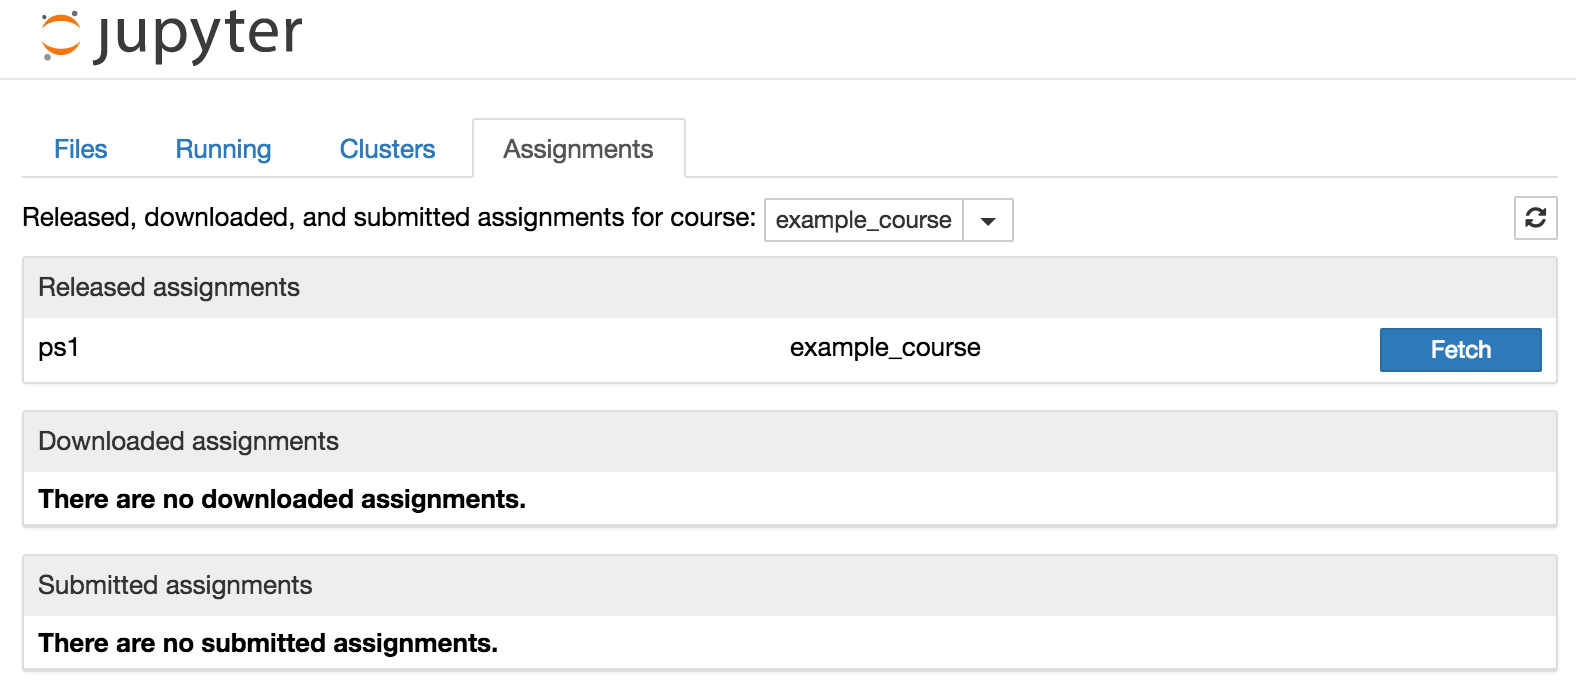 jupyter
Files Running Clusters Assignments
Released, downloaded, and submitted assignments for course: example_course
Released assignments
ps1 example_course Fetch
Downloaded assignments
There are no downloaded assignments.
Submitted assignments
There are no submitted assignments.